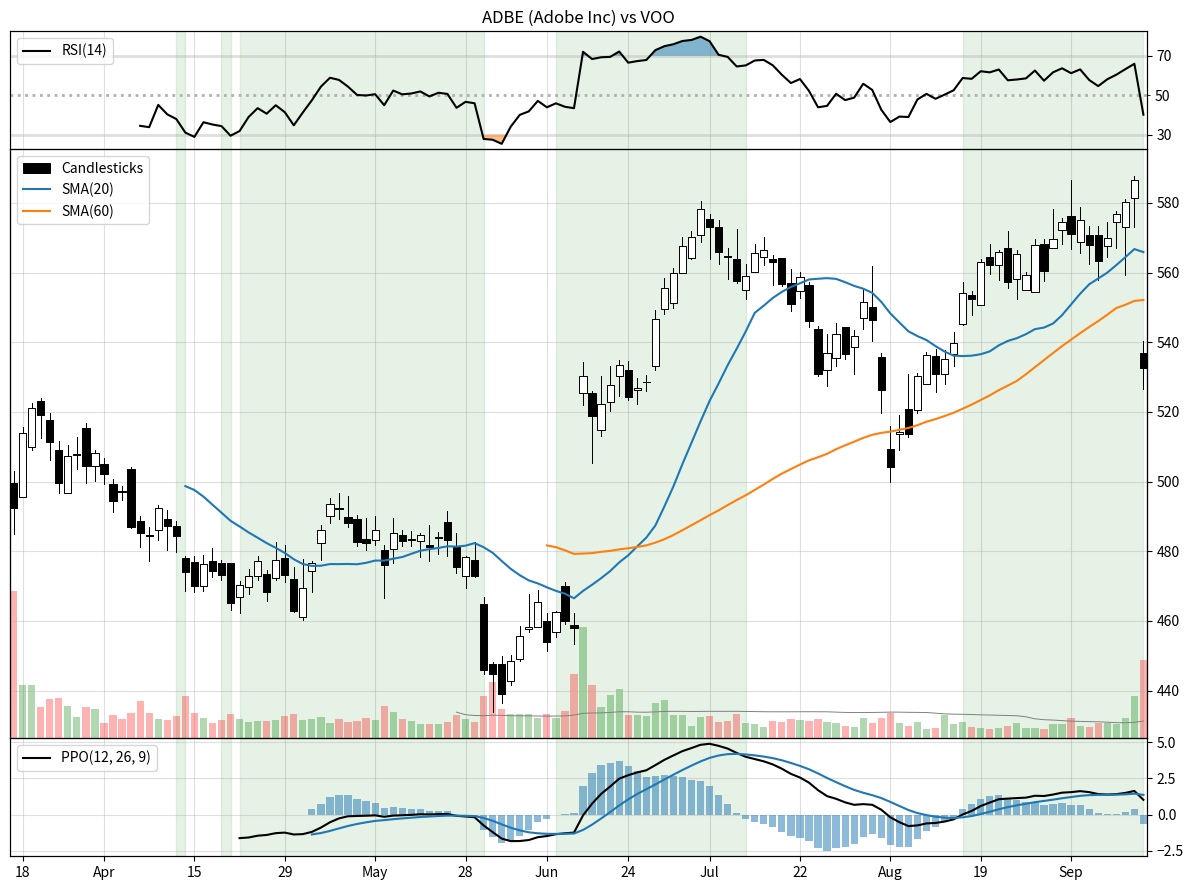 ADBE (Adobe Inc) vs VOO
RSI(14)
70
50
30
Candlesticks
SMA(20)
SMA(60)
580
560
540
520
500
480
460
440
PPO(12, 26, 9)
5.0
2.5
0.0
−2.5
18 Apr 15 29 May 28 Jun 24 Jul 22 Aug 19 Sep